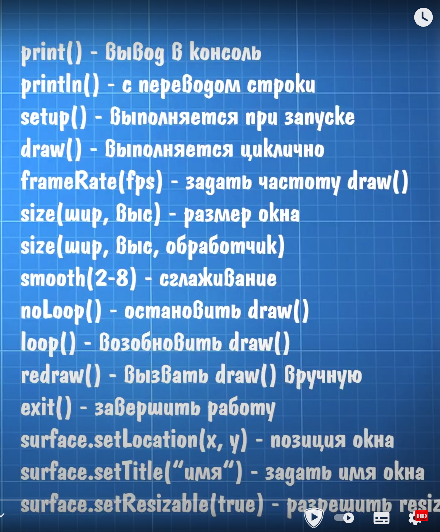 print() - вывод в консоль
println() - с переводом строки
setup() - выполняется при запуске
draw() - выполняется циклично
frameRate(fps) - задать частоту draw()
size(шир, выс) - размер окна
size(шир, выс, обработчик)
smooth(2-8) - сглаживание
noLoop() - остановить draw()
loop() - возобновить draw()
redraw() - вызвать draw() вручную
exit() - завершить работу
surface.setLocation(x, y) - позиция окна
surface.setTitle(“имя“) - задать имя окна
surface.setResizable(true) - разрешить resiz
HD